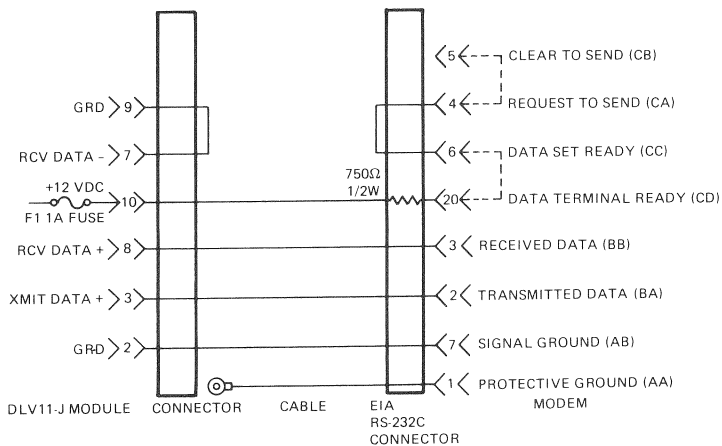 5 CLEAR TO SEND (CB)
GRD 9
4 REQUEST TO SEND (CA)
RCV DATA – 7
6 DATA SET READY (CC)
750Ω
1/2W
+12 VDC
10
F1 1A FUSE
20 DATA TERMINAL READY (CD)
RCV DATA + 8
3 RECEIVED DATA (BB)
XMIT DATA + 3
2 TRANSMITTED DATA (BA)
GRD 2
7 SIGNAL GROUND (AB)
1 PROTECTIVE GROUND (AA)
DLV11-J MODULE CONNECTOR CABLE EIA
RS-232C
CONNECTOR
MODEM